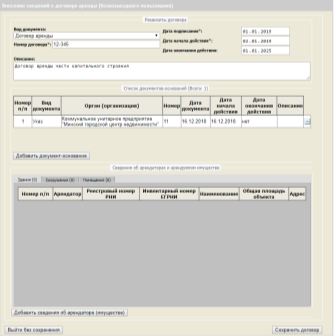 Внесение сведений о договоре аренды (безвозмездного пользования)
Реквизиты договора
Вид документа:
Договор аренды
Номер договора*: 12-345
Дата подписания*: 01.01.2019
Дата начала действия*: 01.01.2019
Дата окончания действия: 01.01.2025
Описание:
Договор аренды части капитального строения
Список документов-оснований (Всего: 1)
Номер п/п Вид документа Орган (организация) Номер Дата документа Дата начала действия Дата окончания действия Описание
1 Указ Коммунальное унитарное предприятие "Минский городской центр недвижимости" 11 16.12.2018 16.12.2018 нет
Добавить документ-основание
Сведения об арендаторах и арендуемом имуществе
Здания (0) Сооружения (0) Помещения (0)
Номер п/п Арендатор Реестровый номер РНИ Инвентарный номер ЕГРНИ Наименование Общая площадь объекта Адрес
Добавить сведения об арендаторе (имуществе)
Выйти без сохранения Сохранить договор